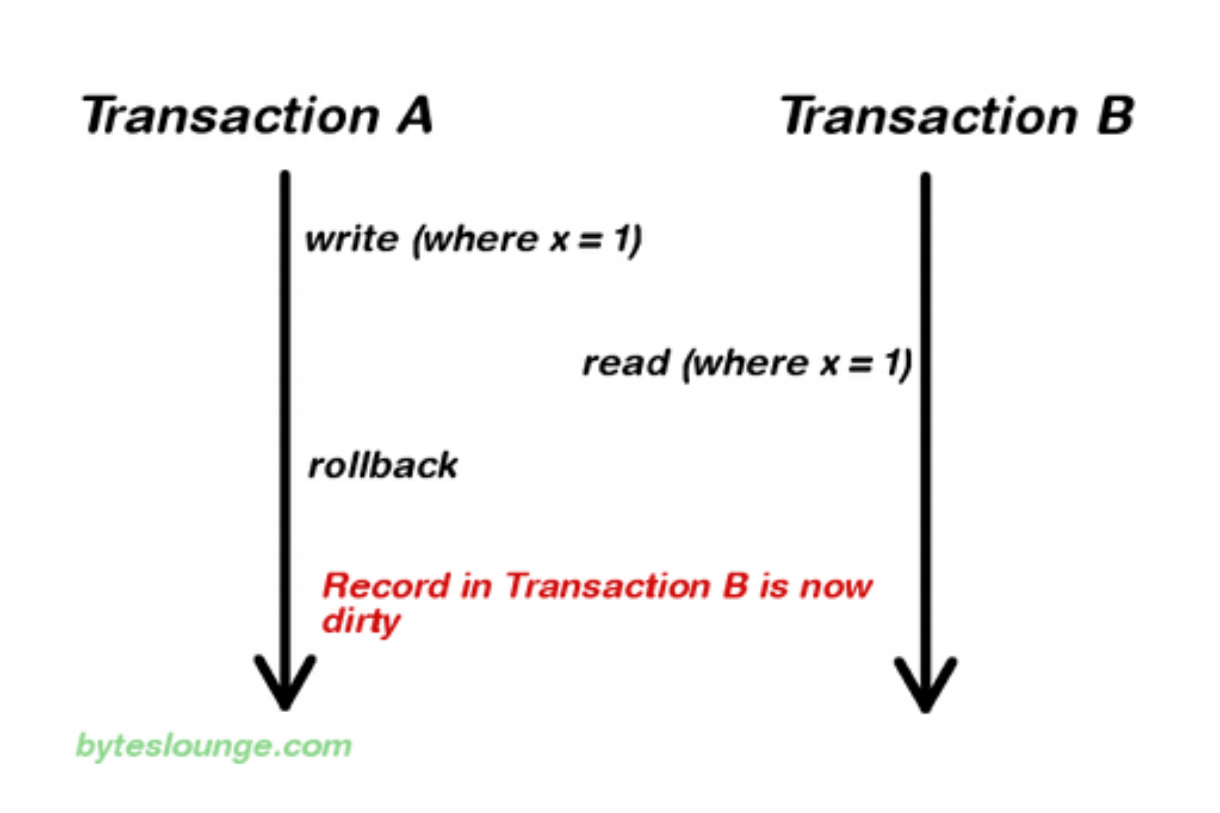 Transaction A
Transaction B
write (where x = 1)
read (where x = 1)
rollback
Record in Transaction B is now
dirty
byteslounge.com